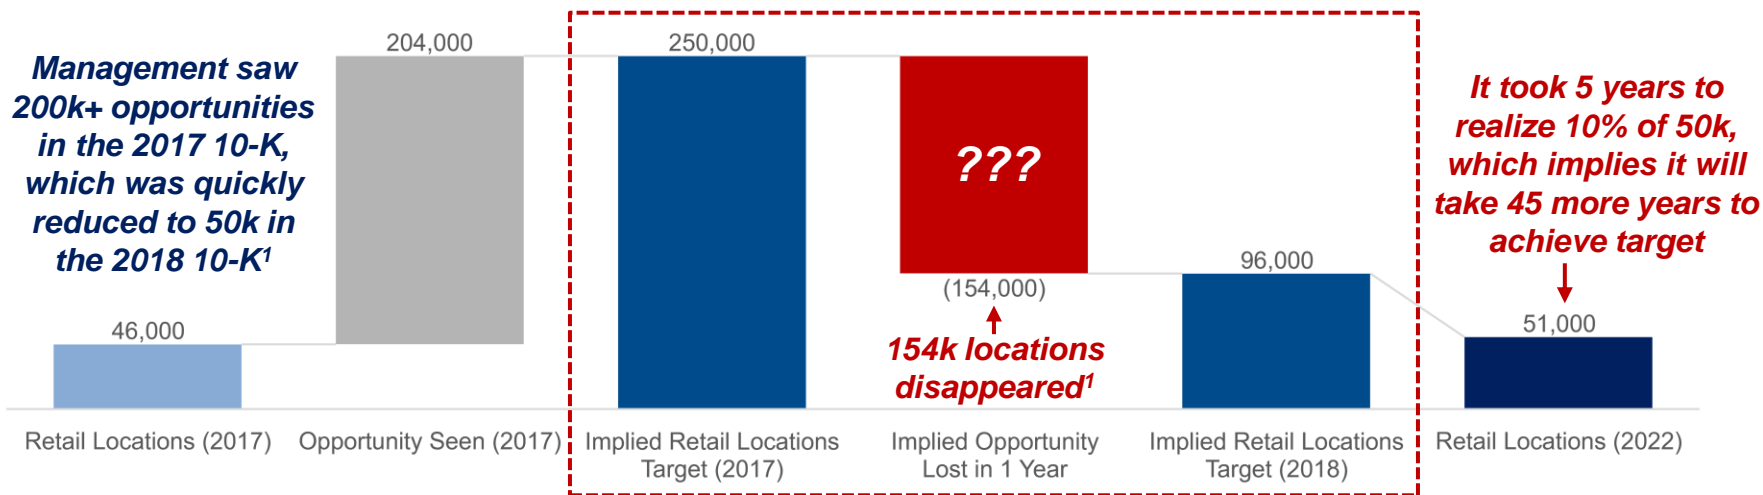 Management saw
200k+ opportunities
in the 2017 10-K,
which was quickly
reduced to 50k in
the 2018 10-K¹
46,000
204,000
250,000
???
(154,000)
154k locations
disappeared¹
96,000
It took 5 years to
realize 10% of 50k,
which implies it will
take 45 more years to
achieve target
51,000
Retail Locations (2017)
Opportunity Seen (2017)
Implied Retail Locations
Target (2017)
Implied Opportunity
Lost in 1 Year
Implied Retail Locations
Target (2018)
Retail Locations (2022)